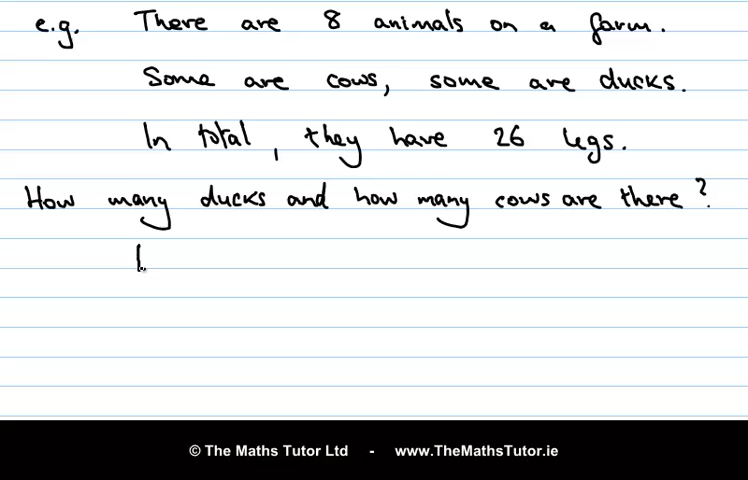 e.g. There are 8 animals on a farm.
Some are cows, some are ducks.
In total, they have 26 legs.
How many ducks and how many cows are there?
© The Maths Tutor Ltd - www.TheMathsTutor.ie